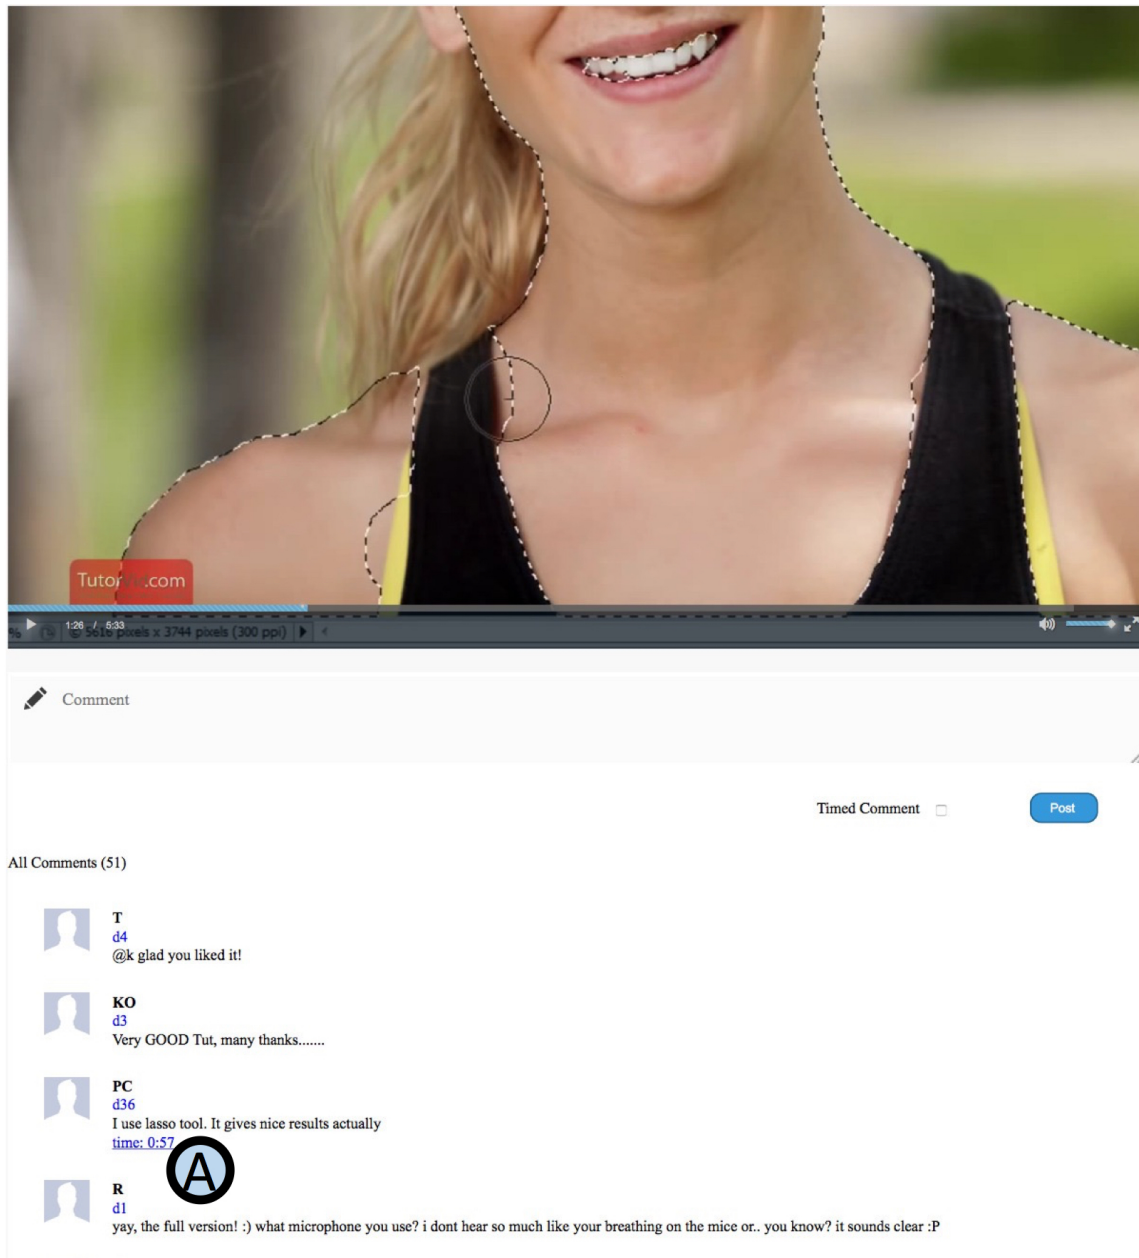 Tutor .com
1:26 / 5:33
% © 5616 pixels x 3744 pixels (300 ppi)
Comment
Timed Comment
Post
All Comments (51)
T
d4
@k glad you liked it!
KO
d3
Very GOOD Tut, many thanks.......
PC
d36
I use lasso tool. It gives nice results actually
time: 0:57
A
R
d1
yay, the full version! :) what microphone you use? i dont hear so much like your breathing on the mice or.. you know? it sounds clear :P